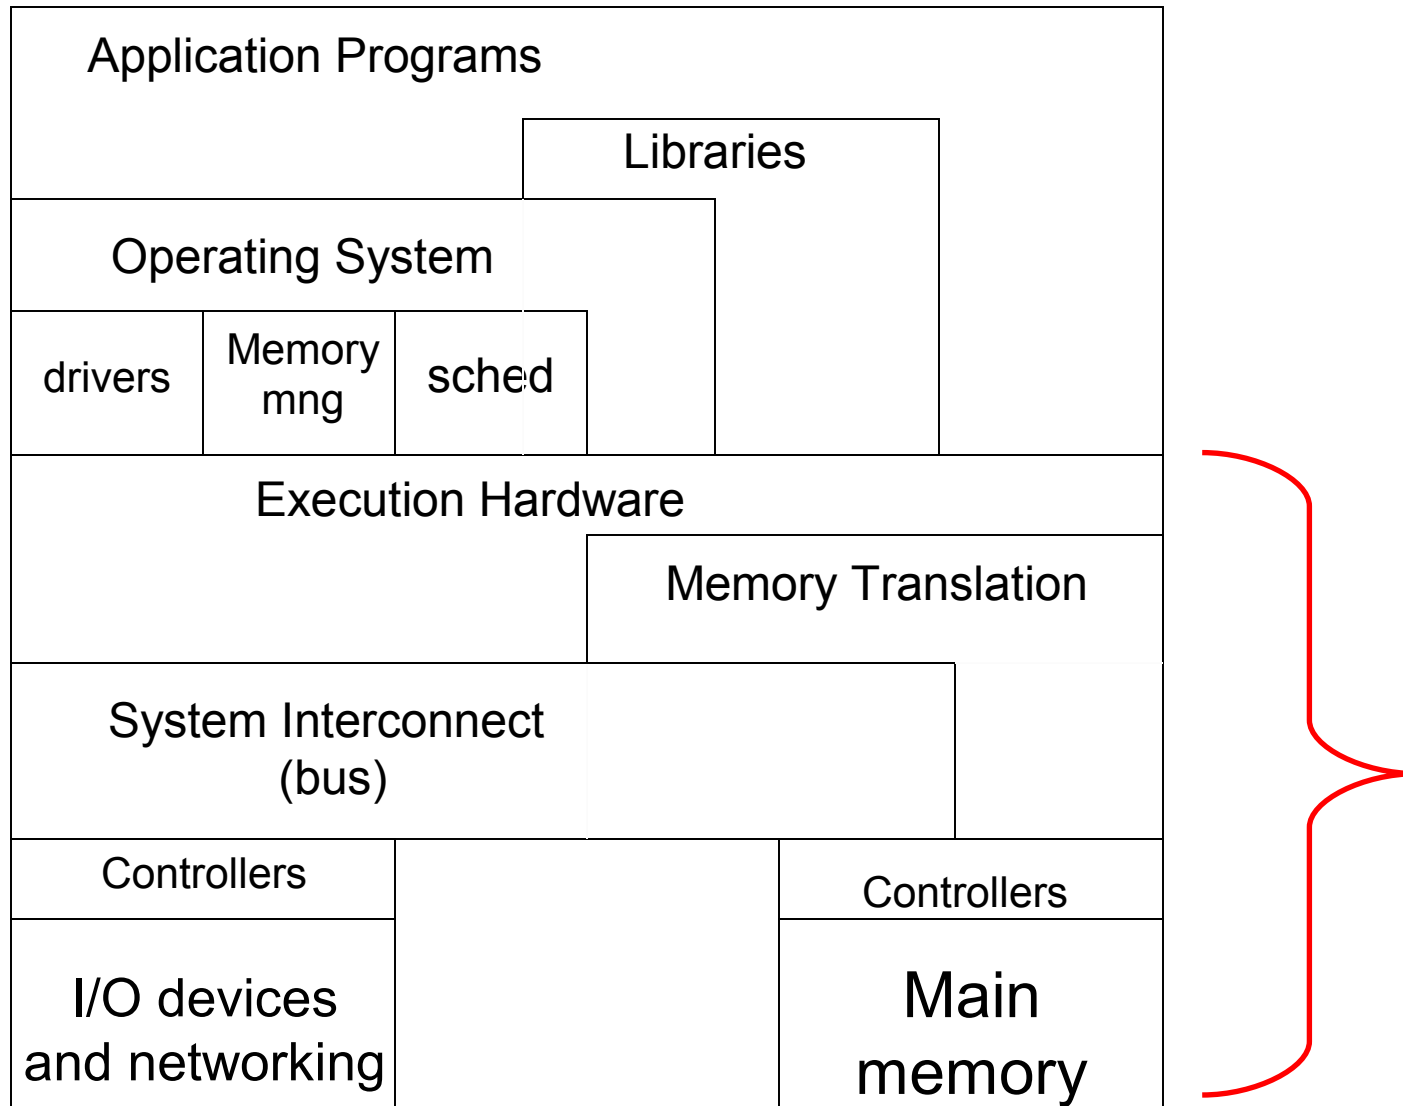 Application Programs
Libraries
Operating System
drivers
Memory
mng
sched
Execution Hardware
Memory Translation
System Interconnect
(bus)
Controllers
Controllers
I/O devices
and networking
Main
memory